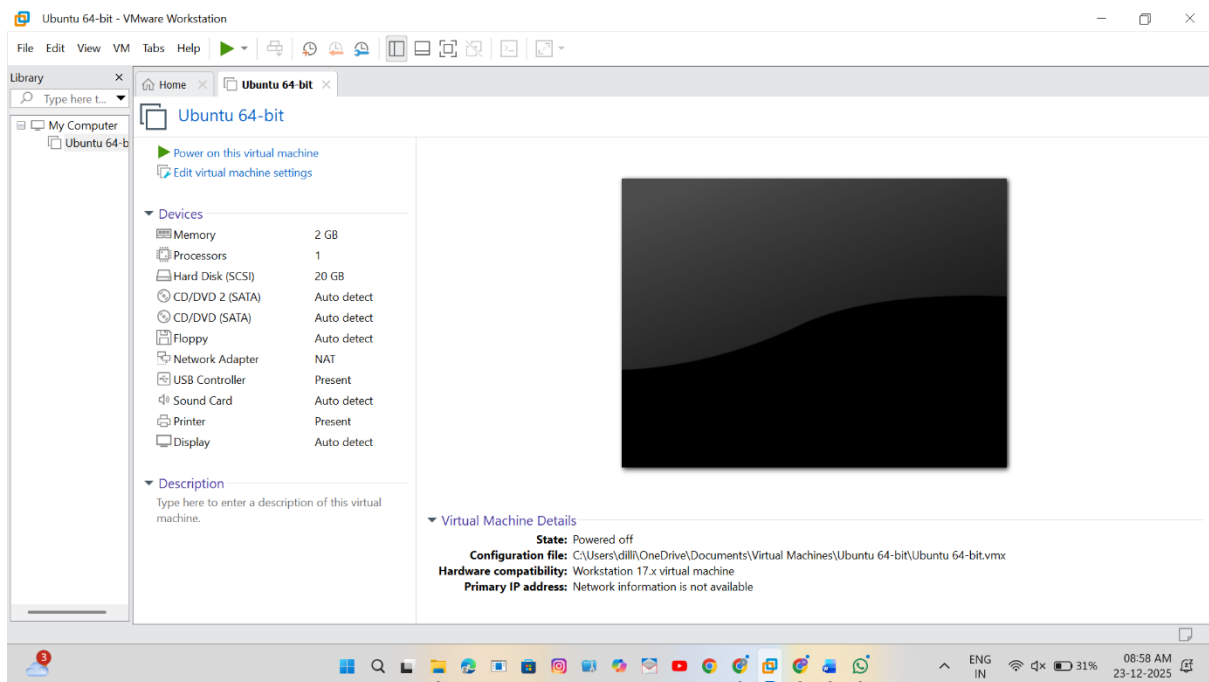 Ubuntu 64-bit - VMware Workstation
File Edit View VM Tabs Help
Library
Type here t...
My Computer
Ubuntu 64-b
Home
Ubuntu 64-bit
Ubuntu 64-bit
Power on this virtual machine
Edit virtual machine settings
Devices
Memory 2 GB
Processors 1
Hard Disk (SCSI) 20 GB
CD/DVD 2 (SATA) Auto detect
CD/DVD (SATA) Auto detect
Floppy Auto detect
Network Adapter NAT
USB Controller Present
Sound Card Auto detect
Printer Present
Display Auto detect
Description
Type here to enter a description of this virtual
machine.
Virtual Machine Details
State: Powered off
Configuration file: C:\Users\dilli\OneDrive\Documents\Virtual Machines\Ubuntu 64-bit\Ubuntu 64-bit.vmx
Hardware compatibility: Workstation 17.x virtual machine
Primary IP address: Network information is not available
3
ENG
IN
31%
08:58 AM
23-12-2025